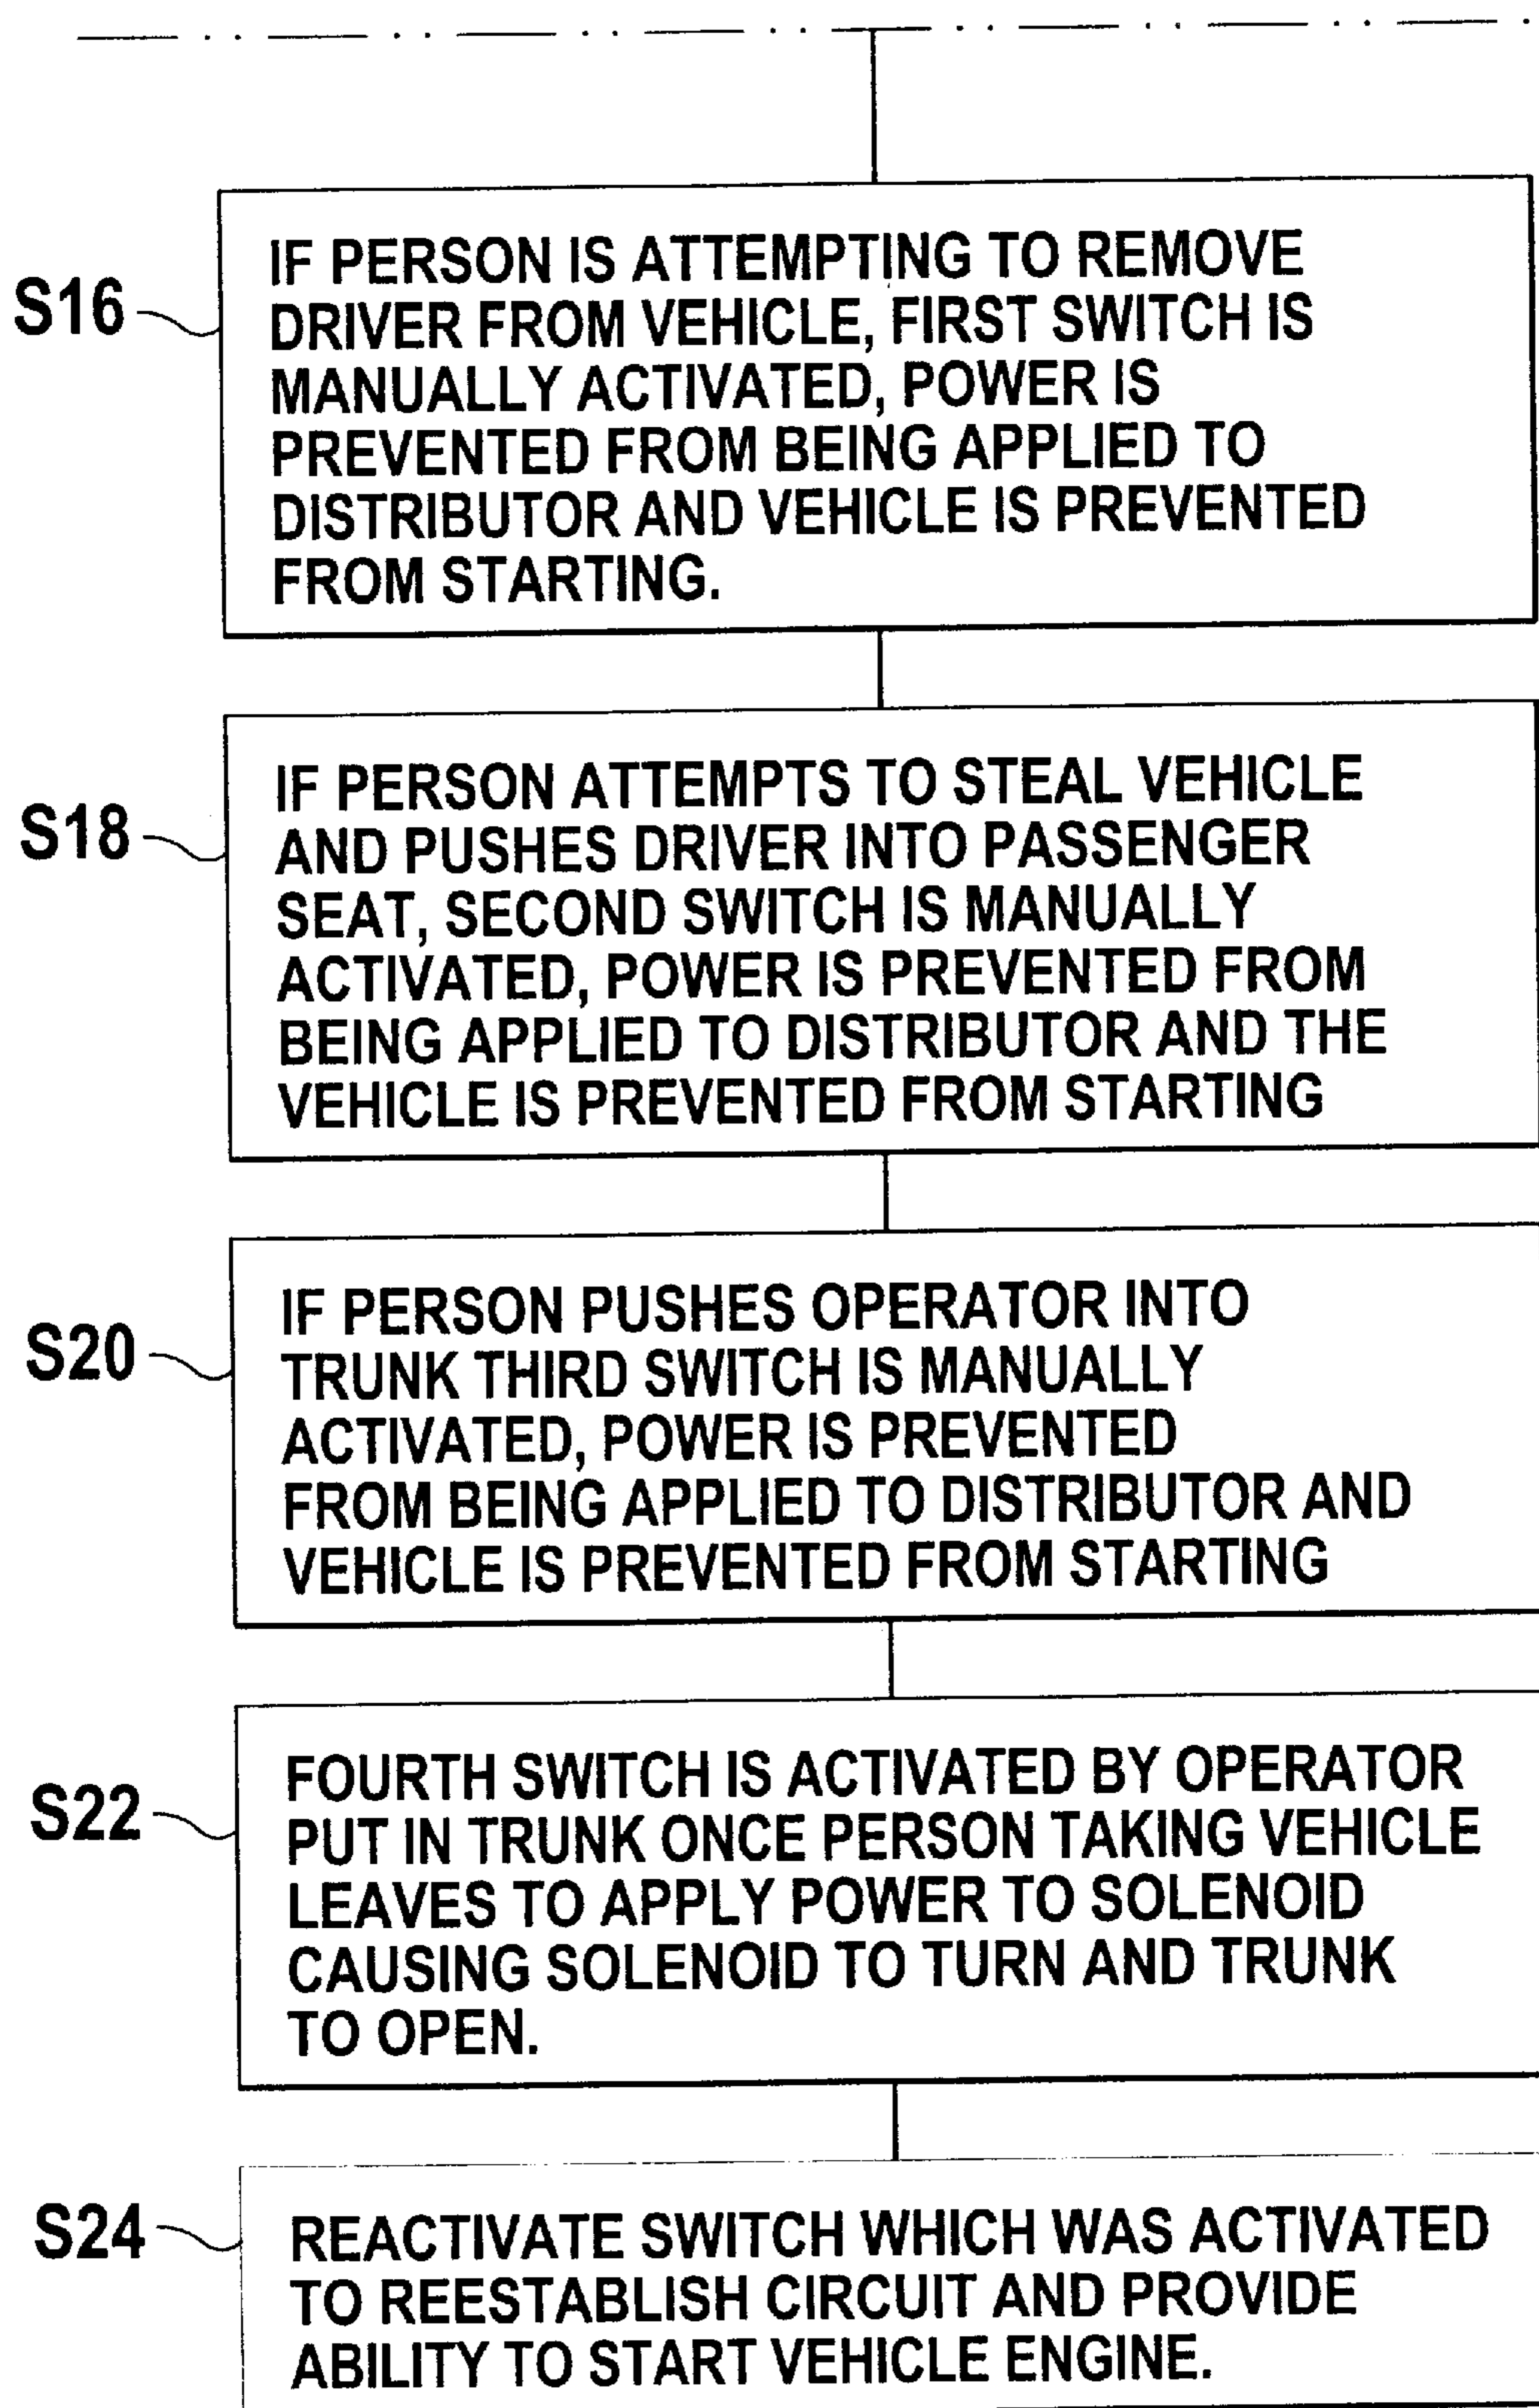 S16
IF PERSON IS ATTEMPTING TO REMOVE
DRIVER FROM VEHICLE, FIRST SWITCH IS
MANUALLY ACTIVATED, POWER IS
PREVENTED FROM BEING APPLIED TO
DISTRIBUTOR AND VEHICLE IS PREVENTED
FROM STARTING.
S18
IF PERSON ATTEMPTS TO STEAL VEHICLE
AND PUSHES DRIVER INTO PASSENGER
SEAT, SECOND SWITCH IS MANUALLY
ACTIVATED, POWER IS PREVENTED FROM
BEING APPLIED TO DISTRIBUTOR AND THE
VEHICLE IS PREVENTED FROM STARTING
S20
IF PERSON PUSHES OPERATOR INTO
TRUNK THIRD SWITCH IS MANUALLY
ACTIVATED, POWER IS PREVENTED
FROM BEING APPLIED TO DISTRIBUTOR AND
VEHICLE IS PREVENTED FROM STARTING
S22
FOURTH SWITCH IS ACTIVATED BY OPERATOR
PUT IN TRUNK ONCE PERSON TAKING VEHICLE
LEAVES TO APPLY POWER TO SOLENOID
CAUSING SOLENOID TO TURN AND TRUNK
TO OPEN.
S24
REACTIVATE SWITCH WHICH WAS ACTIVATED
TO REESTABLISH CIRCUIT AND PROVIDE
ABILITY TO START VEHICLE ENGINE.